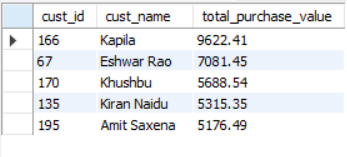 cust_id cust_name total_purchase_value
166 Kapila 9622.41
67 Eshwar Rao 7081.45
170 Khushbu 5688.54
135 Kiran Naidu 5315.35
195 Amit Saxena 5176.49